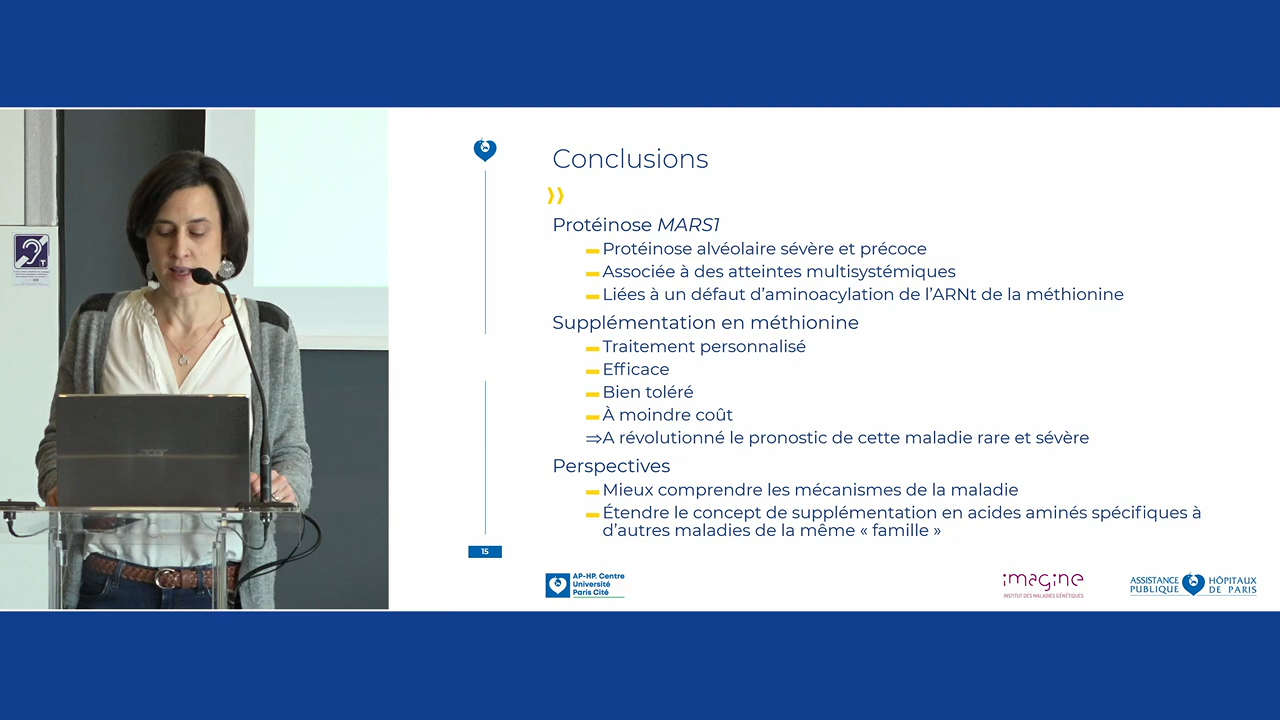 Conclusions
Protéinose MARS1
Protéinose alvéolaire sévère et précoce
Associée à des atteintes multisystémiques
Liées à un défaut d’aminoacylation de l’ARNt de la méthionine
Supplémentation en méthionine
Traitement personnalisé
Efficace
Bien toléré
À moindre coût
⇒A révolutionné le pronostic de cette maladie rare et sévère
Perspectives
Mieux comprendre les mécanismes de la maladie
Étendre le concept de supplémentation en acides aminés spécifiques à
d’autres maladies de la même « famille »
15
AP-HP. Centre
Université
Paris Cité
imagine
INSTITUT DES MALADIES GÉNÉTIQUES
ASSISTANCE PUBLIQUE
HÔPITAUX DE PARIS
acer
T